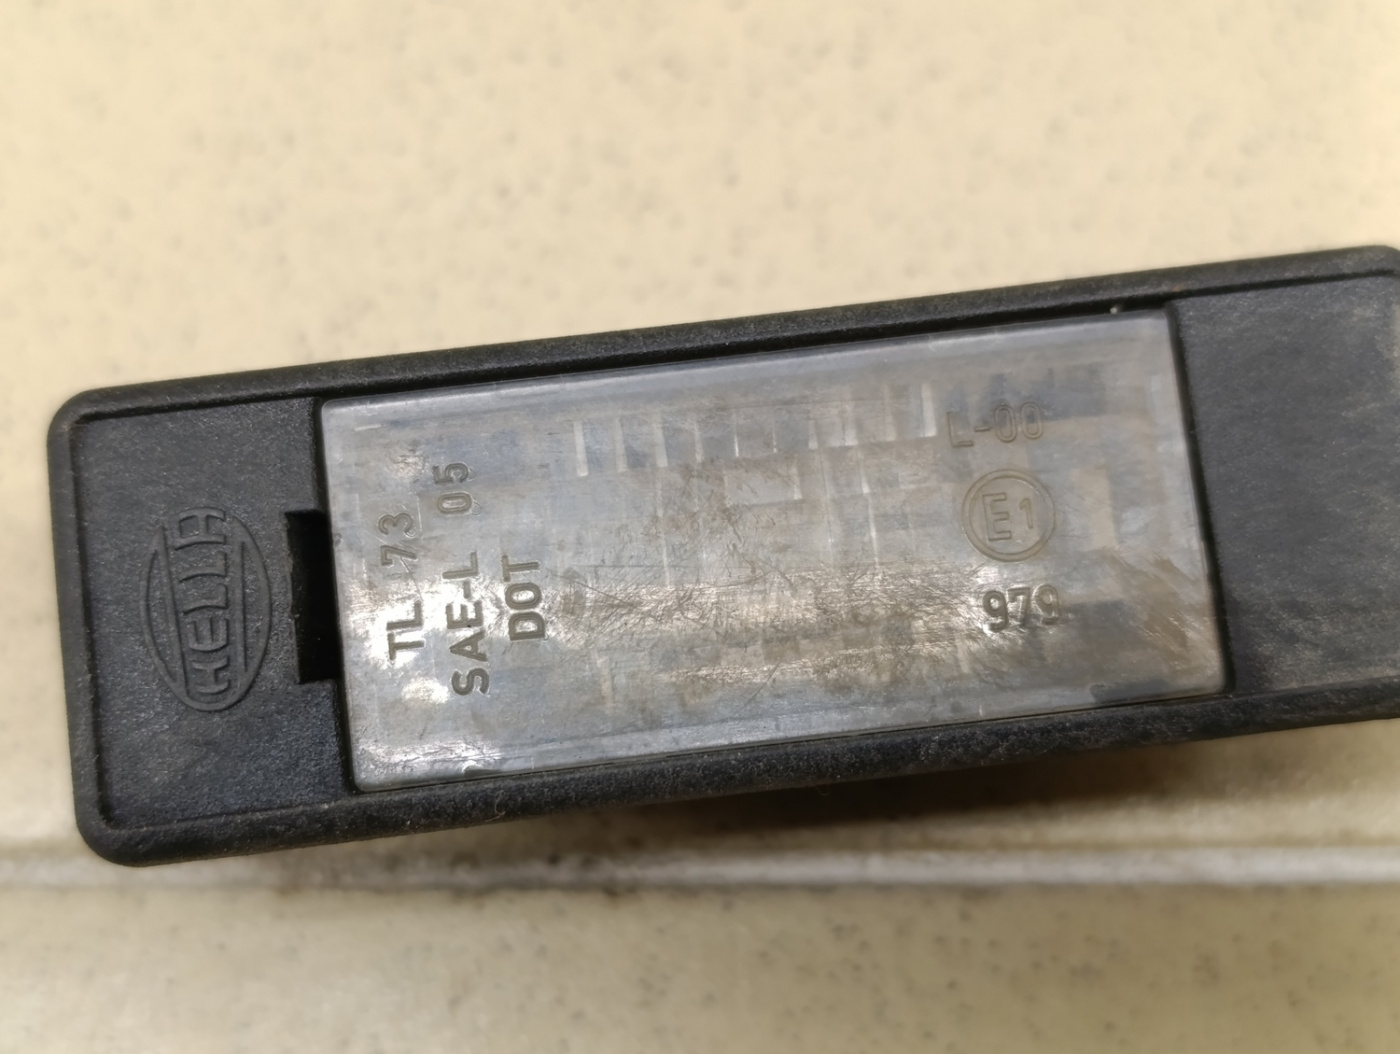 HELLA
TL 73
SAE-L 05
DOT
L-00
E1
979